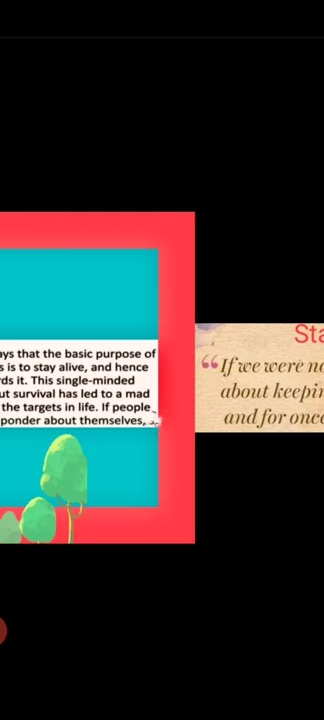 ays that the basic purpose of
s is to stay alive, and hence
rds it. This single-minded
ut survival has led to a mad
the targets in life. If people
ponder about themselves,
Sta
“If we were no
about keepin
and for once